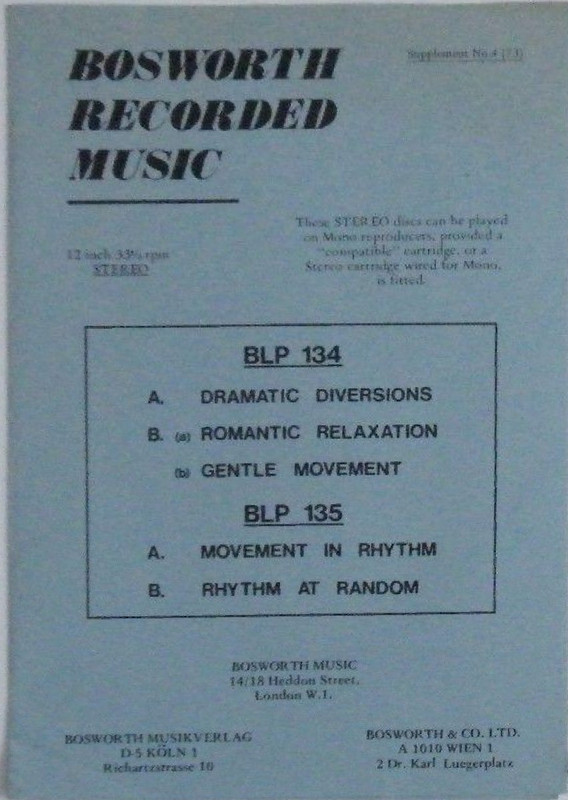 BOSWORTH
RECORDED
MUSIC
Supplement No.4 (73)
These STEREO discs can be played
on Mono reproducers, provided a
"compatible" cartridge, or a
Stereo cartridge wired for Mono,
is fitted.
12 inch 33⅓ rpm
STEREO
BLP 134
A. DRAMATIC DIVERSIONS
B. (a) ROMANTIC RELAXATION
(b) GENTLE MOVEMENT
BLP 135
A. MOVEMENT IN RHYTHM
B. RHYTHM AT RANDOM
BOSWORTH MUSIC
14/18 Heddon Street,
London W.1.
BOSWORTH MUSIKVERLAG
D-5 KÖLN 1
Richartzstrasse 10
BOSWORTH & CO. LTD.
A 1010 WIEN 1
2 Dr. Karl Luegerplatz